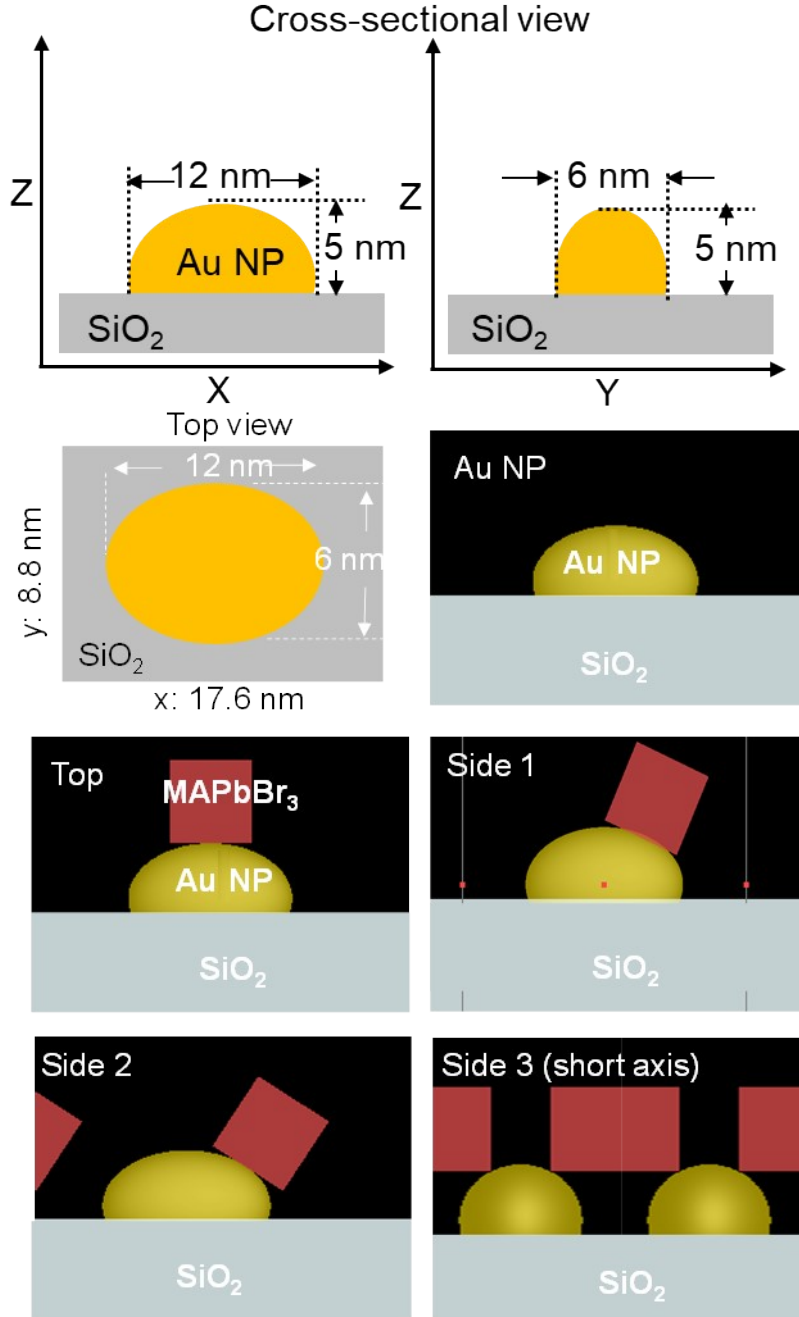 Cross-sectional view
Z
12 nm
5 nm
Au NP
SiO₂
X
Z
6 nm
5 nm
SiO₂
Y
Top view
12 nm
6 nm
y: 8.8 nm
SiO₂
x: 17.6 nm
Au NP
Au NP
SiO₂
Top
MAPbBr₃
Au NP
SiO₂
Side 1
SiO₂
Side 2
SiO₂
Side 3 (short axis)
SiO₂